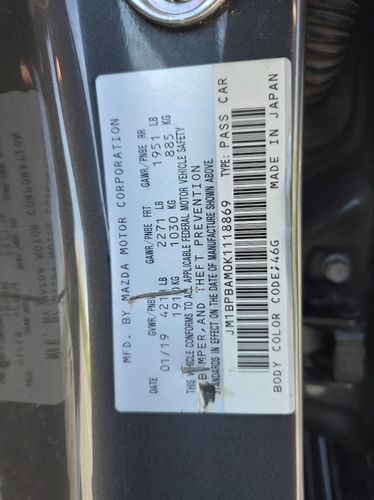 MFD. BY MAZDA MOTOR CORPORATION
DATE GVWR/PNBV GAWR/PNBE FRT GAWR/PNBE RR
01/19 LB 2271 LB 1951 LB
KG 1030 KG 885 KG
THIS VEHICLE CONFORMS TO ALL APPLICABLE FEDERAL MOTOR VEHICLE SAFETY
BUMPER, AND THEFT PREVENTION
STANDARDS IN EFFECT ON THE DATE OF MANUFACTURE SHOWN ABOVE.
JM1BPBAM0K1118869 TYPE: PASS CAR
BODY COLOR CODE:46G MADE IN JAPAN